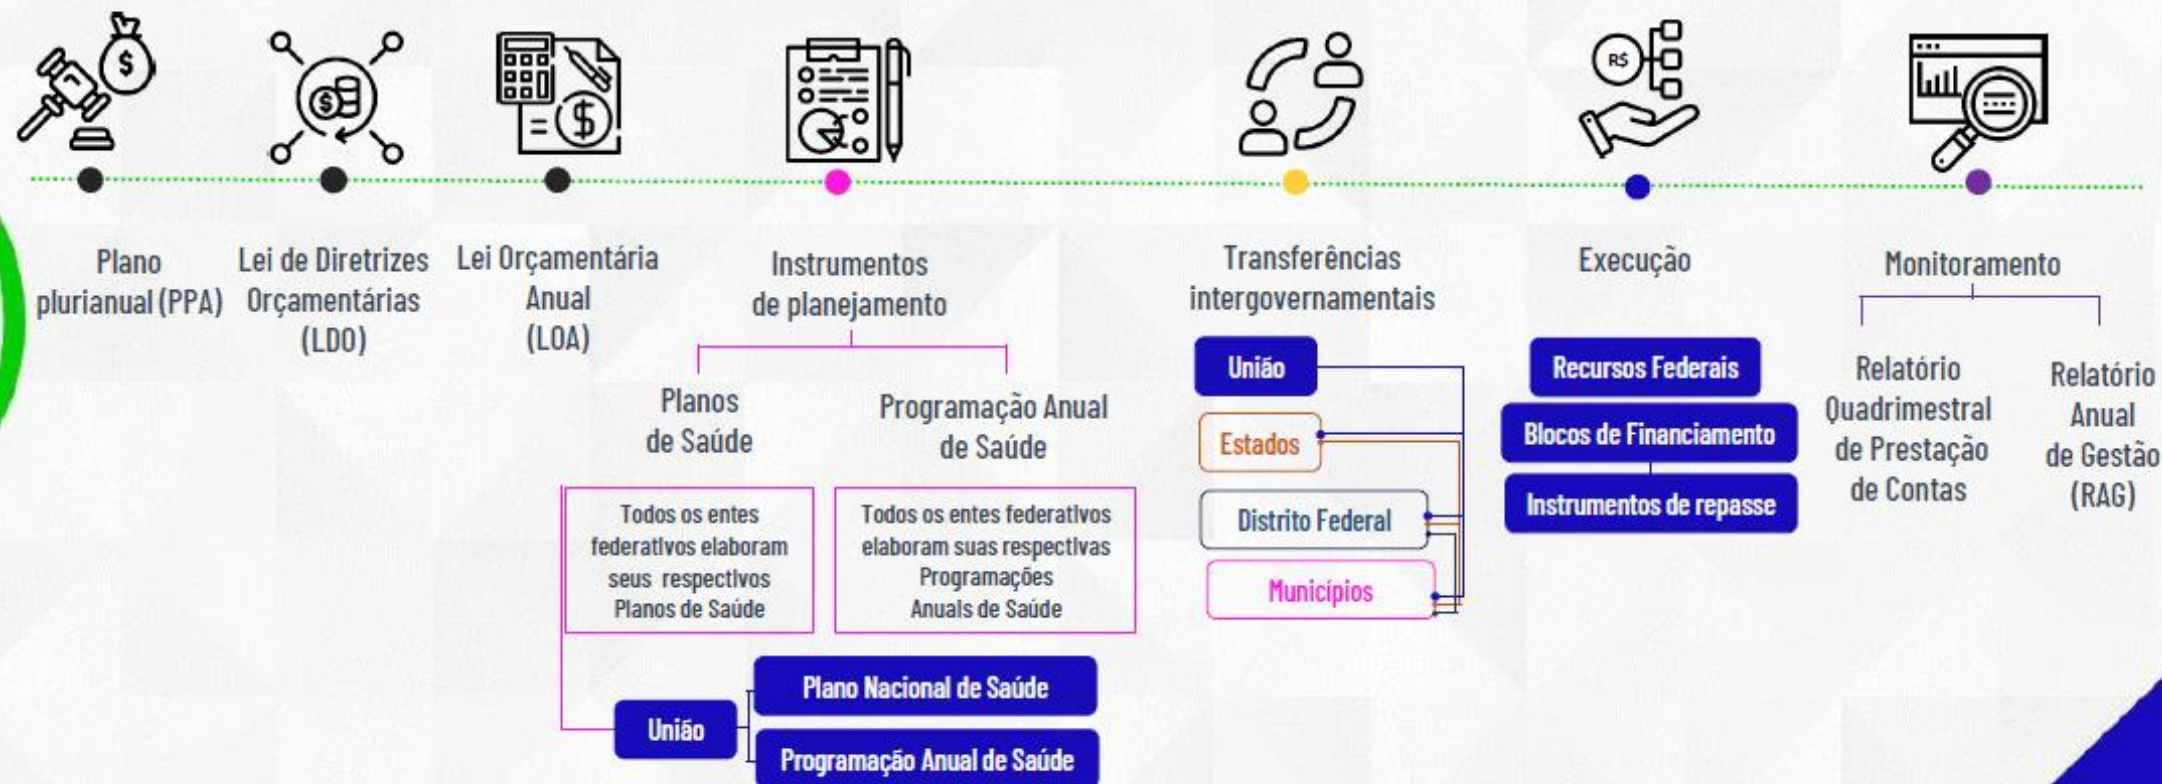 R$
Plano
plurianual (PPA)
Lei de Diretrizes
Orçamentárias
(LDO)
Lei Orçamentária
Anual
(LOA)
Instrumentos
de planejamento
Planos
de Saúde
Todos os entes
federativos elaboram
seus respectivos
Planos de Saúde
Programação Anual
de Saúde
Todos os entes federativos
elaboram suas respectivas
Programações
Anuais de Saúde
União
Plano Nacional de Saúde
Programação Anual de Saúde
Transferências
intergovernamentais
União
Estados
Distrito Federal
Municípios
Execução
Recursos Federais
Blocos de Financiamento
Instrumentos de repasse
Monitoramento
Relatório
Quadrimestral
de Prestação
de Contas
Relatório
Anual
de Gestão
(RAG)